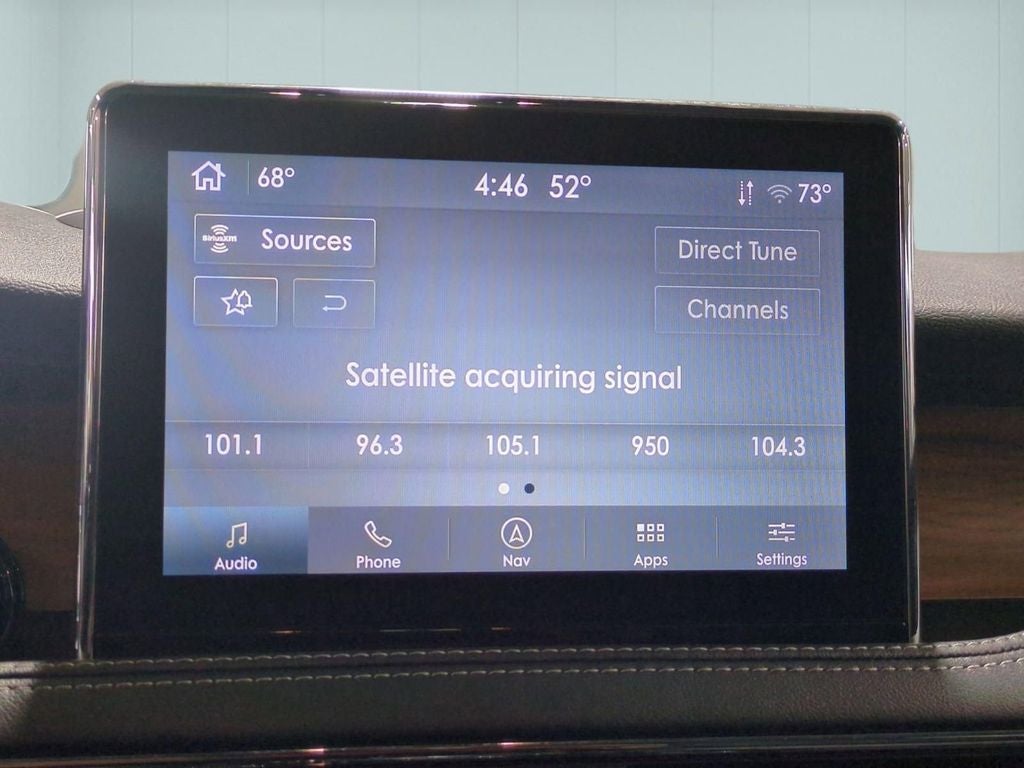 68°
4:46 52°
73°
SiriusXM Sources
Direct Tune
Channels
Satellite acquiring signal
101.1 96.3 105.1 950 104.3
Audio Phone Nav Apps Settings